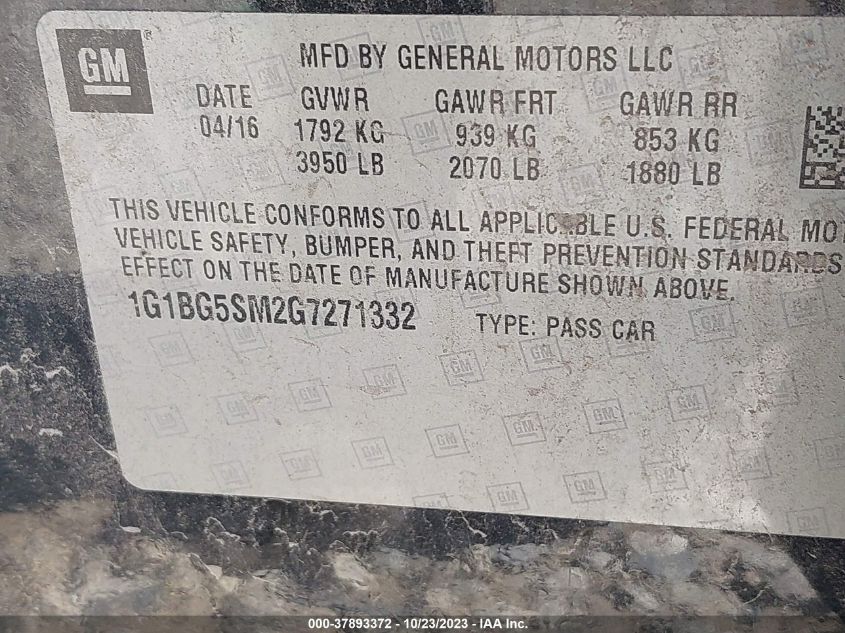 GM ®
MFD BY GENERAL MOTORS LLC
DATE GVWR GAWR FRT GAWR RR
04/16 1792 KG 939 KG 853 KG
3950 LB 2070 LB 1880 LB
THIS VEHICLE CONFORMS TO ALL APPLICABLE U.S. FEDERAL MOT
VEHICLE SAFETY, BUMPER, AND THEFT PREVENTION STANDARDS
EFFECT ON THE DATE OF MANUFACTURE SHOWN ABOVE.
1G1BG5SM2G7271332 TYPE: PASS CAR
000-37893372 - 10/23/2023 - IAA Inc.